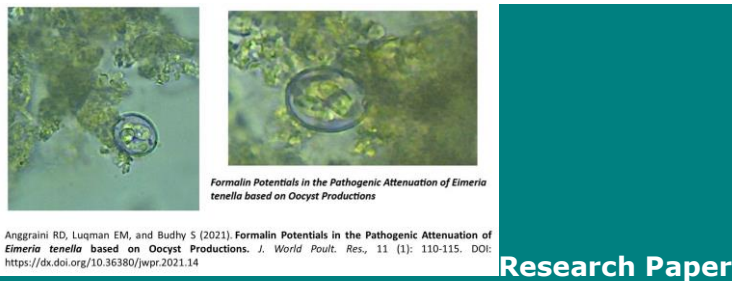 Formalin Potentials in the Pathogenic Attenuation of Eimeria
tenella based on Oocyst Productions
Anggraini RD, Luqman EM, and Budhy S (2021). Formalin Potentials in the Pathogenic Attenuation of
Eimeria tenella based on Oocyst Productions. J. World Poult. Res., 11 (1): 110-115. DOI:
https://dx.doi.org/10.36380/jwpr.2021.14
Research Paper